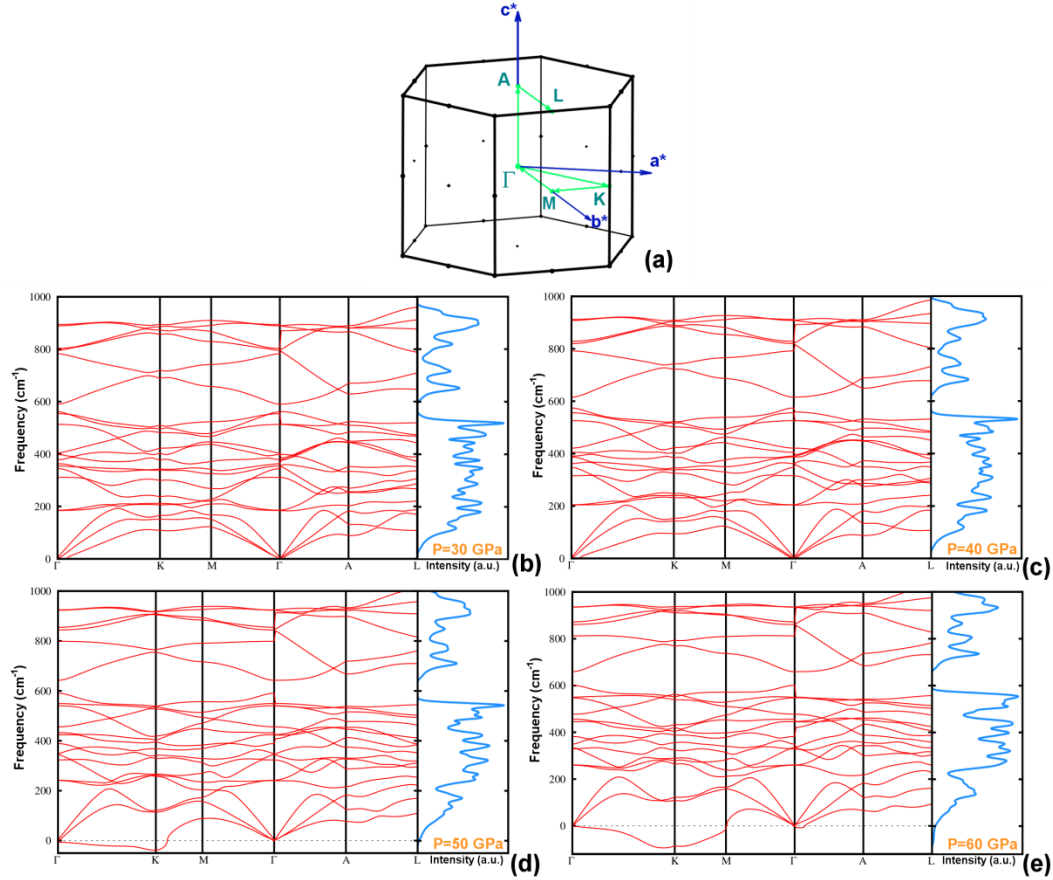 c*
A
L
a*
Γ
K
M
b*
(a)
1000
800
600
400
200
0
Frequency (cm⁻¹)
Γ
K
M
Γ
A
L
Intensity (a.u.)
P=30 GPa
(b)
1000
800
600
400
200
0
Frequency (cm⁻¹)
Γ
K
M
Γ
A
L
Intensity (a.u.)
P=40 GPa
(c)
1000
800
600
400
200
0
Frequency (cm⁻¹)
Γ
K
M
Γ
A
L
Intensity (a.u.)
P=50 GPa
(d)
1000
800
600
400
200
0
Frequency (cm⁻¹)
Γ
K
M
Γ
A
L
Intensity (a.u.)
P=60 GPa
(e)